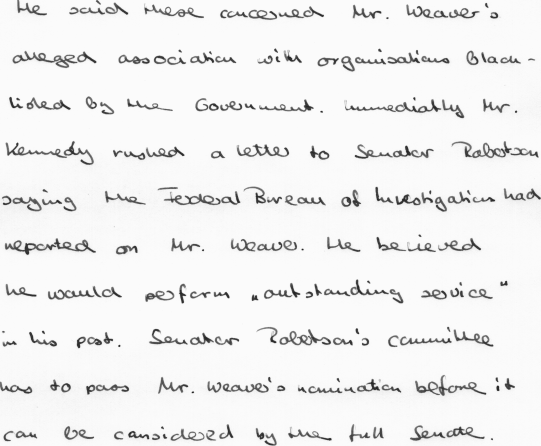 He said these concerned Mr. Weaver's
alleged association with organisations black-
listed by the Government. Immediatly Mr.
Kennedy rushed a letter to Senator Robertson
saying the Federal Bureau of Investigation had
reported on Mr. Weaver. He believed
he would perform „outstanding service"
in his post. Senator Robertson's committee
has to pass Mr. Weaver's nomination before it
can be considered by the full Senate.